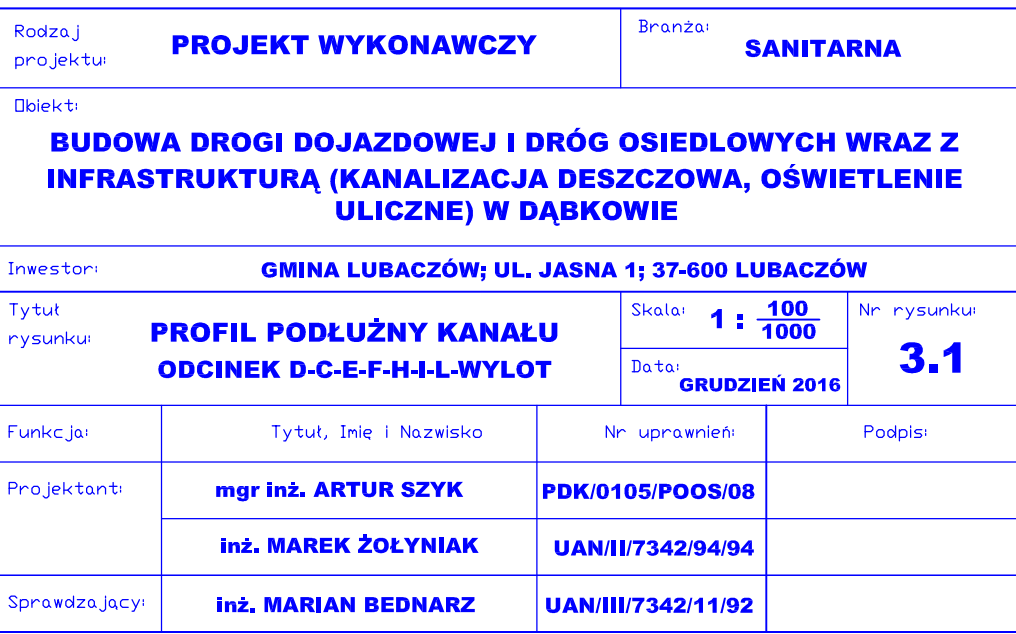 Rodzaj projektu:
PROJEKT WYKONAWCZY
Branża:
SANITARNA
Obiekt:
BUDOWA DROGI DOJAZDOWEJ I DRÓG OSIEDLOWYCH WRAZ Z
INFRASTRUKTURĄ (KANALIZACJA DESZCZOWA, OŚWIETLENIE
ULICZNE) W DĄBKOWIE
Inwestor:
GMINA LUBACZÓW; UL. JASNA 1; 37-600 LUBACZÓW
Tytuł
rysunku:
PROFIL PODŁUŻNY KANAŁU
ODCINEK D-C-E-F-H-I-L-WYLOT
Skala:
1 : 100
1000
Data:
GRUDZIEŃ 2016
Nr rysunku:
3.1
Funkcja:
Tytuł, Imię i Nazwisko
Nr uprawnień:
Podpis:
Projektant:
mgr inż. ARTUR SZYK
PDK/0105/POOS/08
inż. MAREK ŻOŁYNIAK
UAN/II/7342/94/94
Sprawdzający:
inż. MARIAN BEDNARZ
UAN/III/7342/11/92